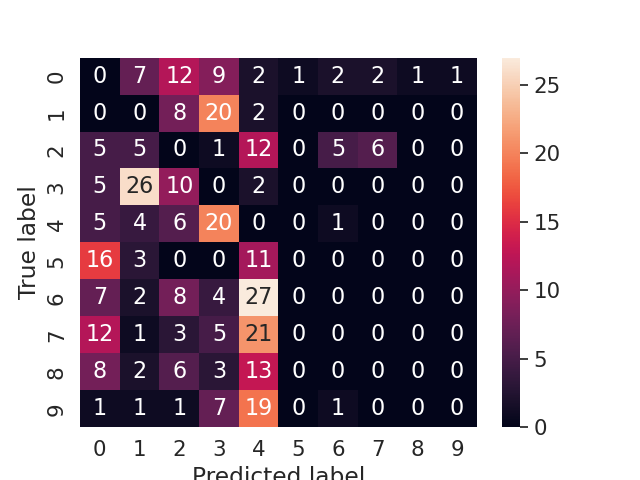 0 0 7 12 9 2 1 2 2 1 1
1 0 0 8 20 2 0 0 0 0 0
2 5 5 0 1 12 0 5 6 0 0
3 5 26 10 0 2 0 0 0 0 0
4 5 4 6 20 0 0 1 0 0 0
5 16 3 0 0 11 0 0 0 0 0
6 7 2 8 4 27 0 0 0 0 0
7 12 1 3 5 21 0 0 0 0 0
8 8 2 6 3 13 0 0 0 0 0
9 1 1 1 7 19 0 1 0 0 0
0 1 2 3 4 5 6 7 8 9
Predicted label
True label
25
20
15
10
5
0